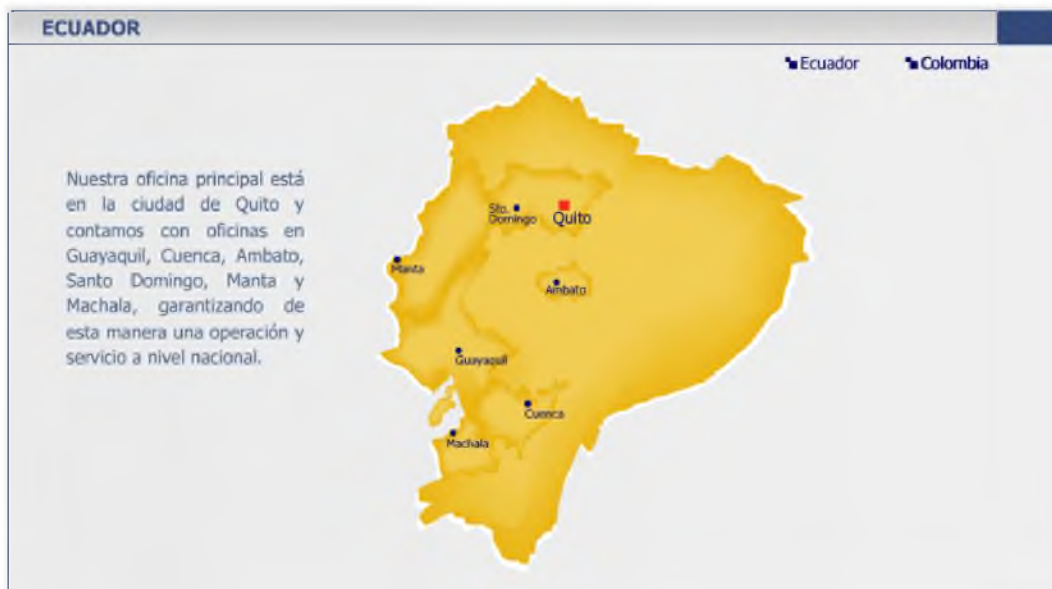 ECUADOR
Ecuador
Colombia
Nuestra oficina principal está
en la ciudad de Quito y
contamos con oficinas en
Guayaquil, Cuenca, Ambato,
Santo Domingo, Manta y
Machala, garantizando de
esta manera una operación y
servicio a nivel nacional.
Sto.
Domingo
Quito
Manta
Ambato
Guayaquil
Cuenca
Machala